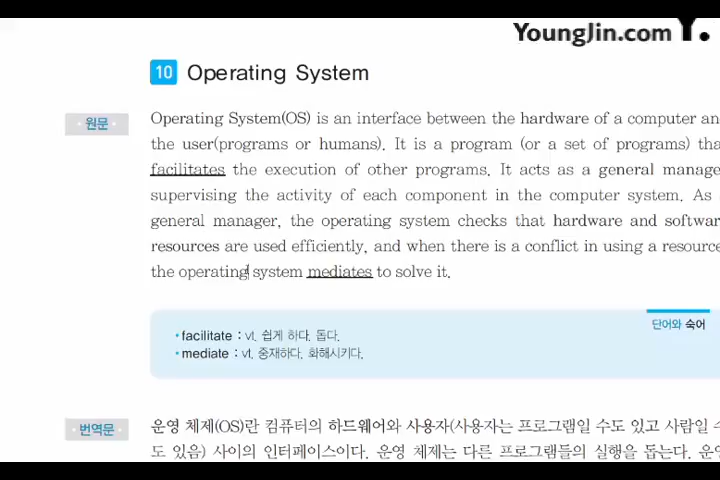 YoungJin.com Y.
10 Operating System
원문
Operating System(OS) is an interface between the hardware of a computer an
the user(programs or humans). It is a program (or a set of programs) tha
facilitates the execution of other programs. It acts as a general manage
supervising the activity of each component in the computer system. As
general manager, the operating system checks that hardware and softwar
resources are used efficiently, and when there is a conflict in using a resource
the operating system mediates to solve it.
단어와 숙어
• facilitate : vt. 쉽게 하다. 돕다.
• mediate : vt. 중재하다. 화해시키다.
번역문
운영 체제(OS)란 컴퓨터의 하드웨어와 사용자(사용자는 프로그램일 수도 있고 사람일 수
도 있음) 사이의 인터페이스이다. 운영 체제는 다른 프로그램들의 실행을 돕는다. 운영